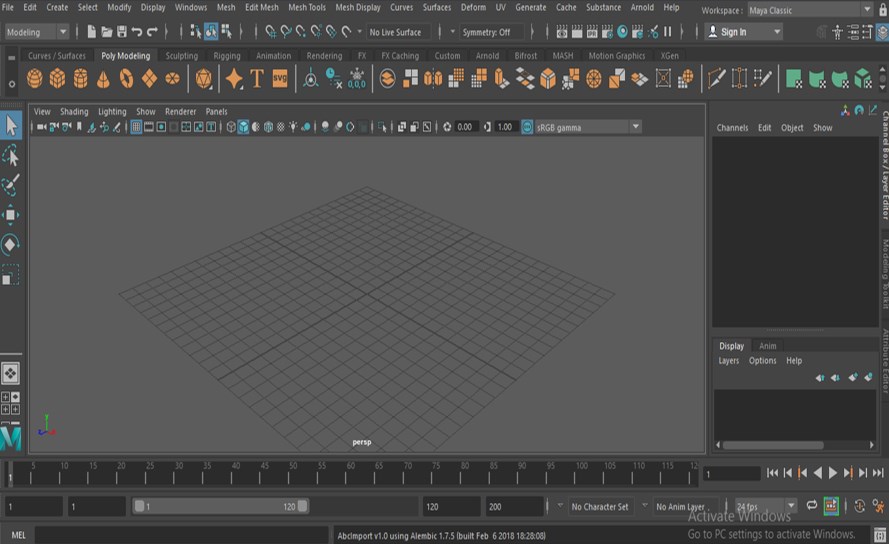 File Edit Create Select Modify Display Windows Mesh Edit Mesh Mesh Tools Mesh Display Curves Surfaces Deform UV Generate Cache Substance Arnold Help Workspace : Maya Classic
Modeling No Live Surface Symmetry: Off Sign In
Curves / Surfaces Poly Modeling Sculpting Rigging Animation Rendering FX FX Caching Custom Arnold Bifrost MASH Motion Graphics XGen
T SVG 0,0,0
View Shading Lighting Show Renderer Panels
0.00 1.00 sRGB gamma
Channels Edit Object Show
Channel Box / Layer Editor
Modeling Toolkit
Attribute Editor
Display Anim
Layers Options Help
persp
5 10 15 20 25 30 35 40 45 50 55 60 65 70 75 80 85 90 95 100 105 110 115 12
1 1
1 1 1 120 120 200 No Character Set No Anim Layer 24 fps
Activate Windows
Go to PC settings to activate Windows.
MEL AbcImport v1.0 using Alembic 1.7.5 (built Feb 6 2018 18:28:08)